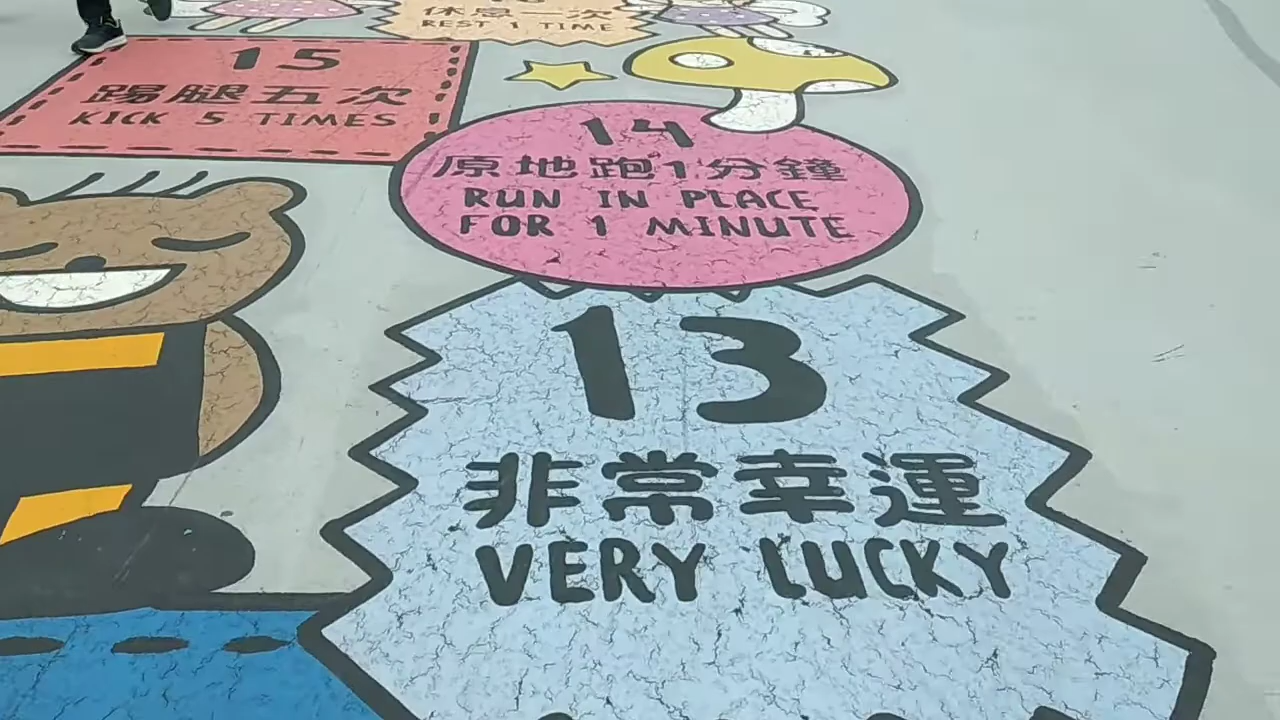 休息一次
REST 1 TIME
15
踢腿五次
KICK 5 TIMES
14
原地跑1分鐘
RUN IN PLACE
FOR 1 MINUTE
13
非常幸運
VERY LUCKY